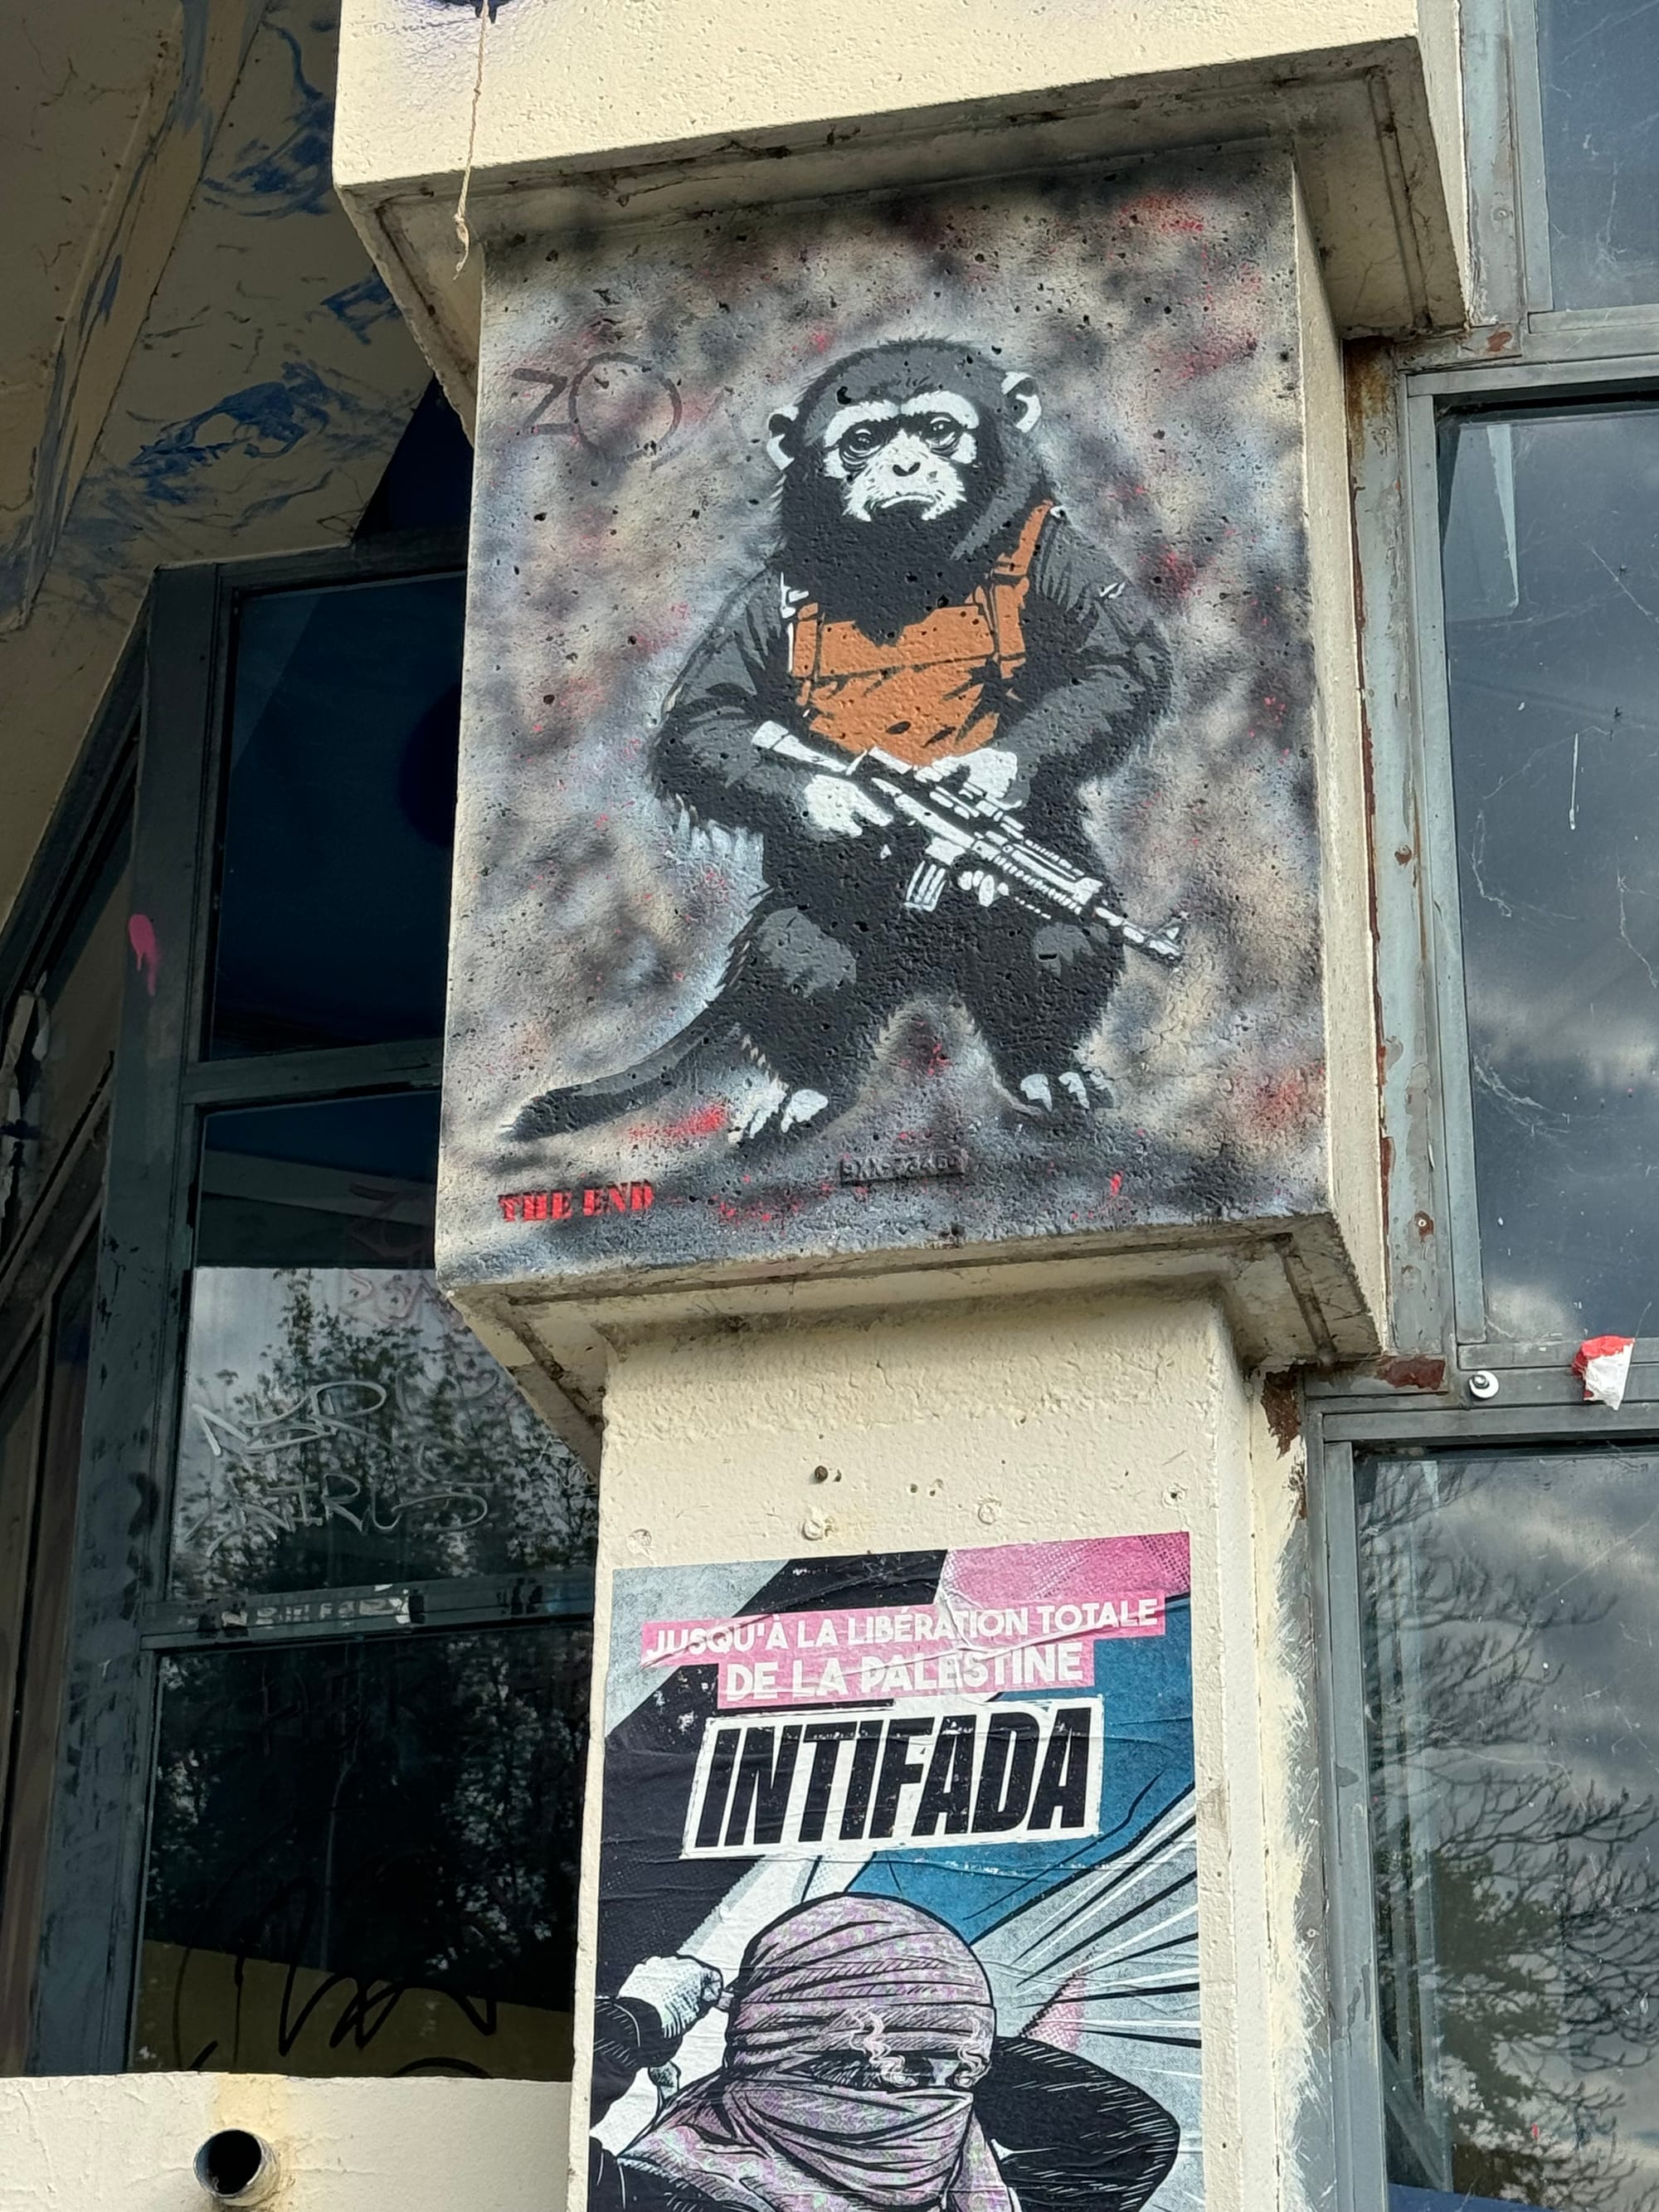 ZO
THE END
JUSQU'À LA LIBÉRATION TOTALE
DE LA PALESTINE
INTIFADA